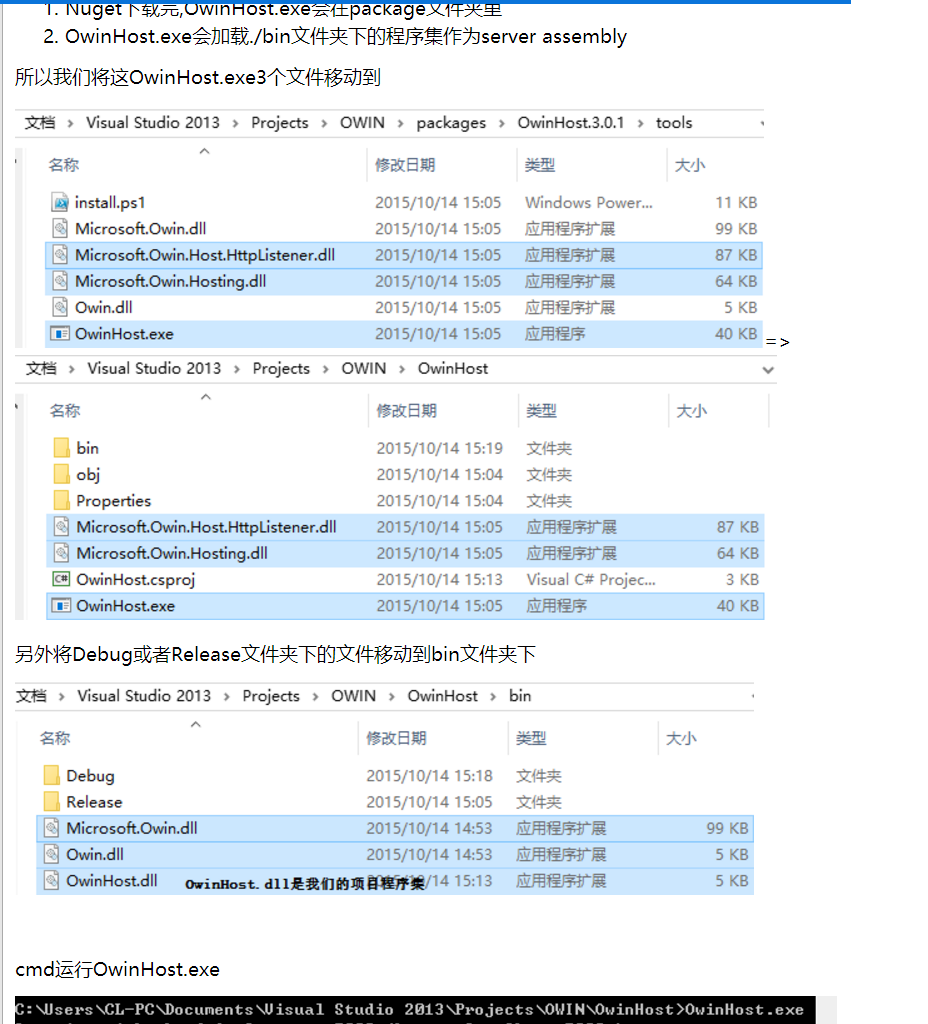 1. Nuget下载完,OwinHost.exe会在package文件夹里
2. OwinHost.exe会加载./bin文件夹下的程序集作为server assembly
所以我们将这OwinHost.exe3个文件移动到
文档 > Visual Studio 2013 > Projects > OWIN > packages > OwinHost.3.0.1 > tools
名称 修改日期 类型 大小
install.ps1 2015/10/14 15:05 Windows Power... 11 KB
Microsoft.Owin.dll 2015/10/14 15:05 应用程序扩展 99 KB
Microsoft.Owin.Host.HttpListener.dll 2015/10/14 15:05 应用程序扩展 87 KB
Microsoft.Owin.Hosting.dll 2015/10/14 15:05 应用程序扩展 64 KB
Owin.dll 2015/10/14 15:05 应用程序扩展 5 KB
OwinHost.exe 2015/10/14 15:05 应用程序 40 KB =>
文档 > Visual Studio 2013 > Projects > OWIN > OwinHost
名称 修改日期 类型 大小
bin 2015/10/14 15:19 文件夹
obj 2015/10/14 15:04 文件夹
Properties 2015/10/14 15:04 文件夹
Microsoft.Owin.Host.HttpListener.dll 2015/10/14 15:05 应用程序扩展 87 KB
Microsoft.Owin.Hosting.dll 2015/10/14 15:05 应用程序扩展 64 KB
OwinHost.csproj 2015/10/14 15:13 Visual C# Projec... 3 KB
OwinHost.exe 2015/10/14 15:05 应用程序 40 KB
另外将Debug或者Release文件夹下的文件移动到bin文件夹下
文档 > Visual Studio 2013 > Projects > OWIN > OwinHost > bin
名称 修改日期 类型 大小
Debug 2015/10/14 15:18 文件夹
Release 2015/10/14 15:05 文件夹
Microsoft.Owin.dll 2015/10/14 14:53 应用程序扩展 99 KB
Owin.dll 2015/10/14 14:53 应用程序扩展 5 KB
OwinHost.dll OwinHost.dll是我们的项目程序集 /14 15:13 应用程序扩展 5 KB
cmd运行OwinHost.exe
C:\Users\CL-PC\Documents\Visual Studio 2013\Projects\OWIN\OwinHost>OwinHost.exe